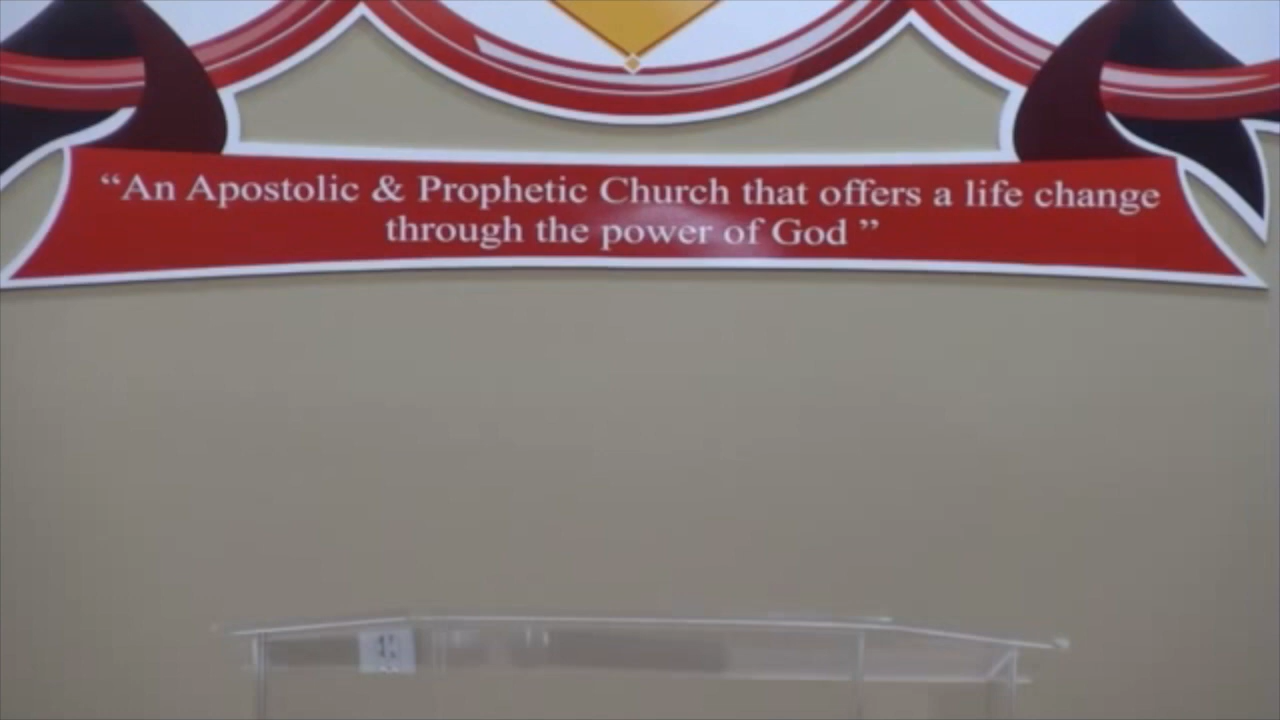 “An Apostolic & Prophetic Church that offers a life change
through the power of God ”